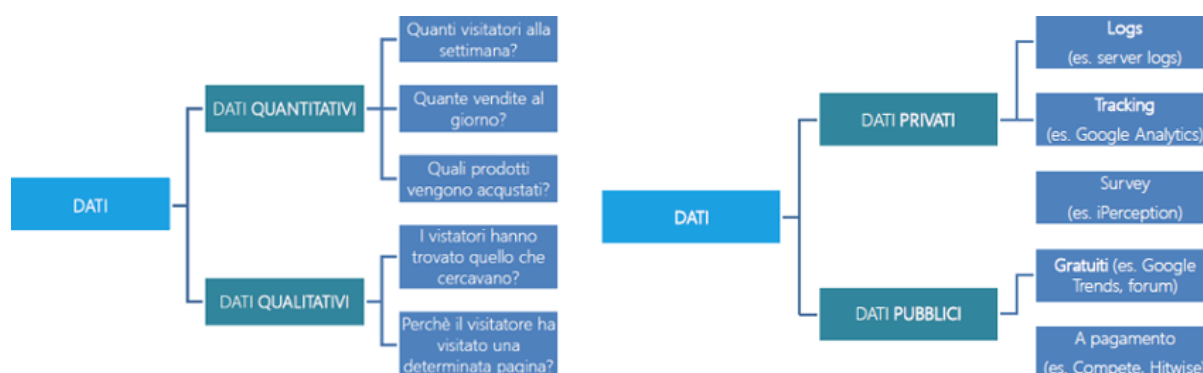 Quanti visitatori alla
settimana?
DATI QUANTITATIVI
Quante vendite al
giorno?
Quali prodotti
vengono acqustati?
DATI
I vistatori hanno
trovato quello che
cercavano?
DATI QUALITATIVI
Perchè il visitatore ha
visitato una
determinata pagina?
Logs
(es. server logs)
DATI PRIVATI
Tracking
(es. Google Analytics)
Survey
(es. iPerception)
DATI
Gratuiti (es. Google
Trends, forum)
DATI PUBBLICI
A pagamento
(es. Compete, Hitwise)